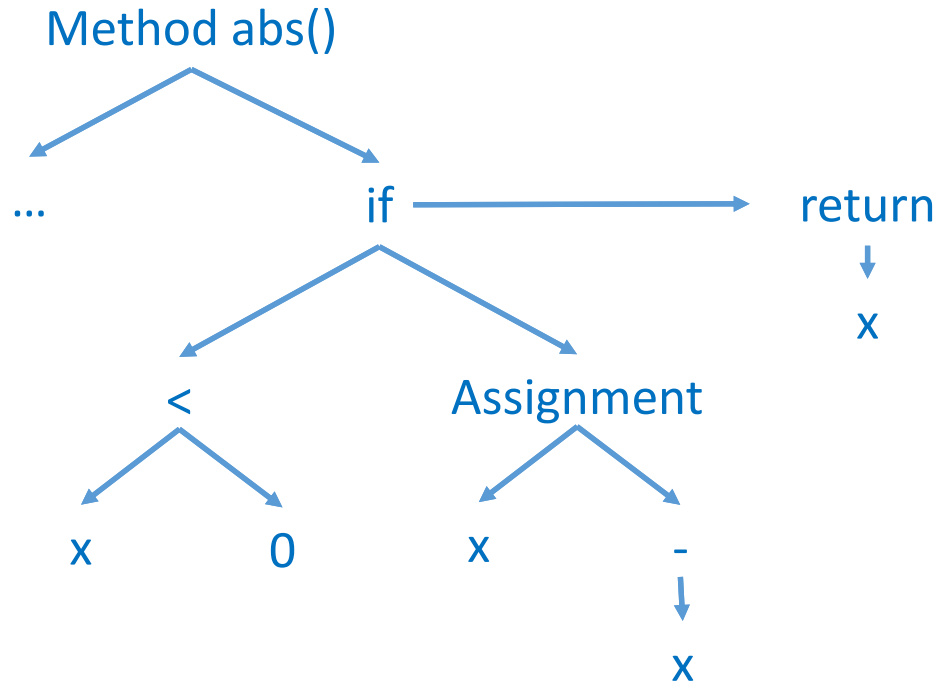 Method abs()
... if return
x
< Assignment
x 0 x -
x